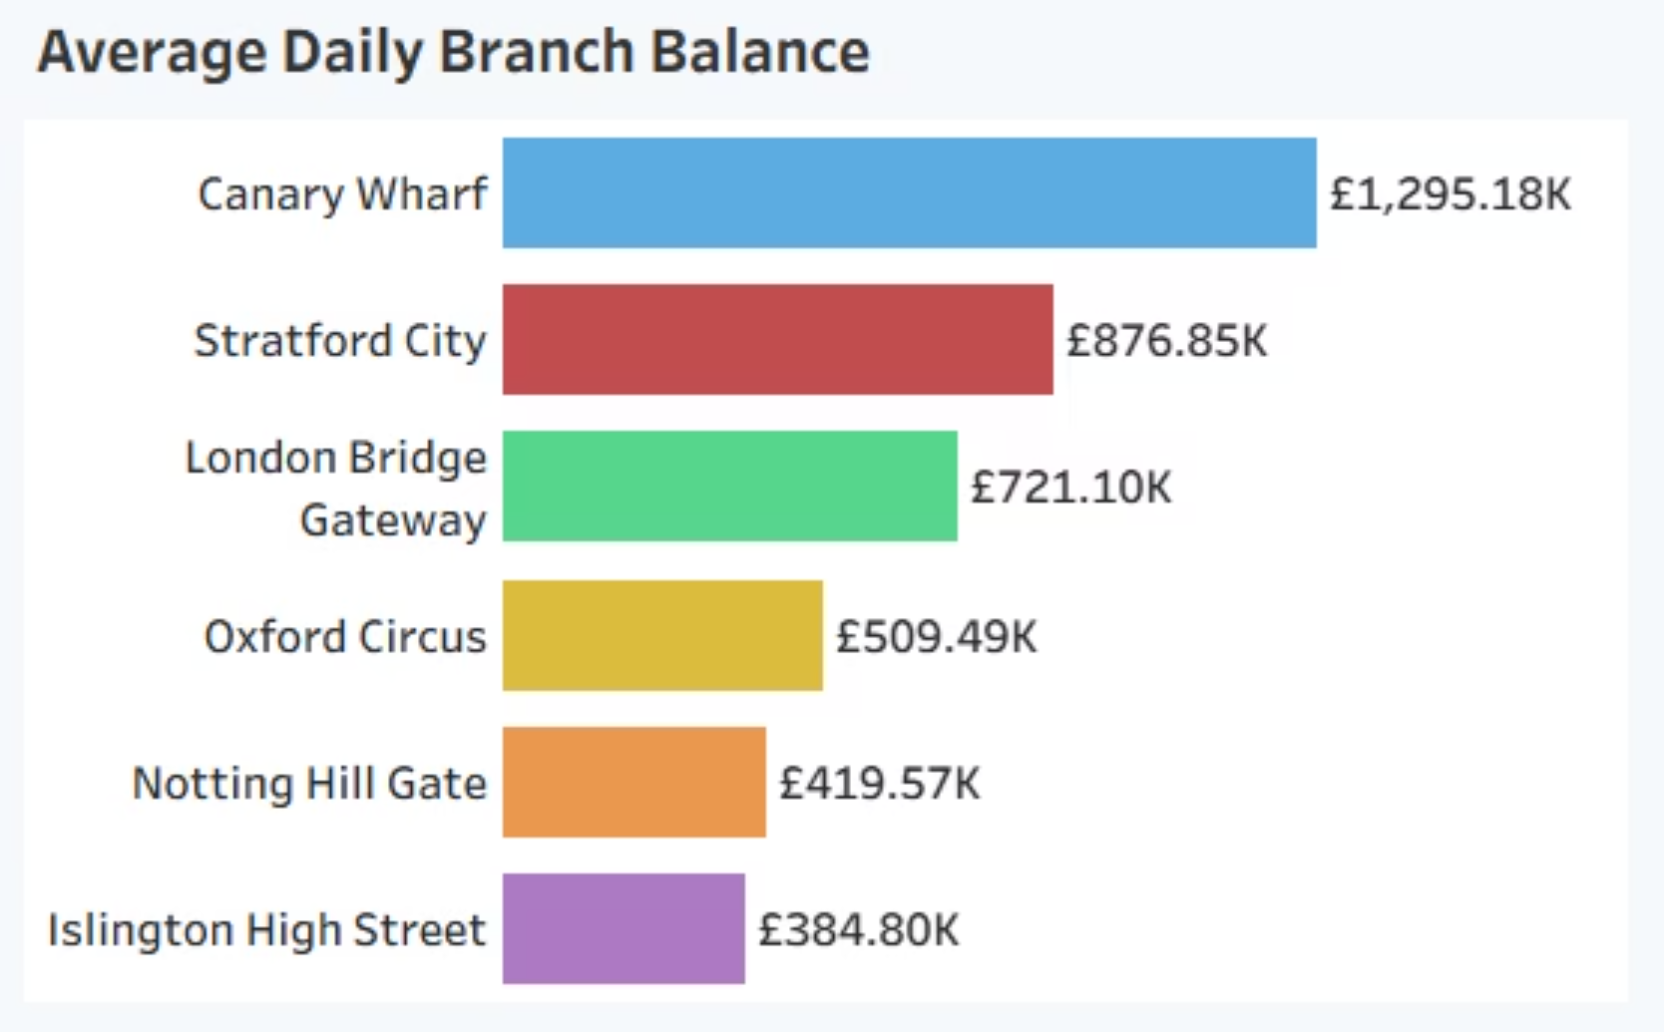 Average Daily Branch Balance
Canary Wharf £1,295.18K
Stratford City £876.85K
London Bridge
Gateway £721.10K
Oxford Circus £509.49K
Notting Hill Gate £419.57K
Islington High Street £384.80K